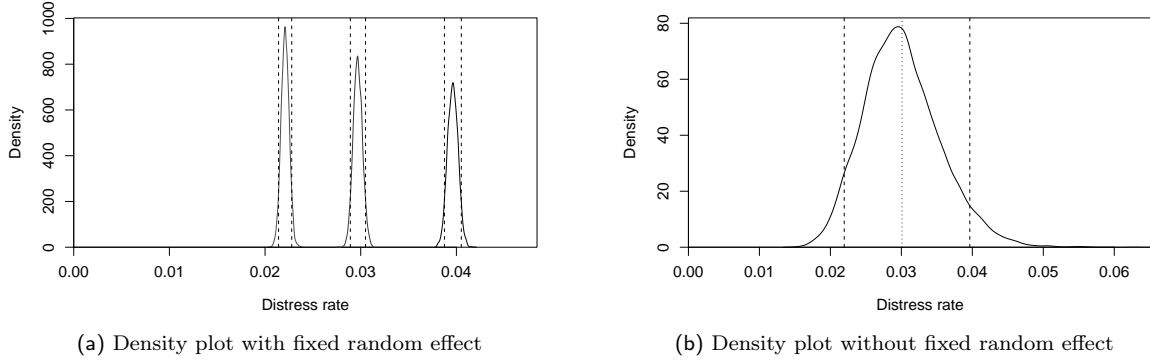 1000
800
600
400
200
0
Density
0.00 0.01 0.02 0.03 0.04
Distress rate
(a) Density plot with fixed random effect
80
60
40
20
0
Density
0.00 0.01 0.02 0.03 0.04 0.05 0.06
Distress rate
(b) Density plot without fixed random effect